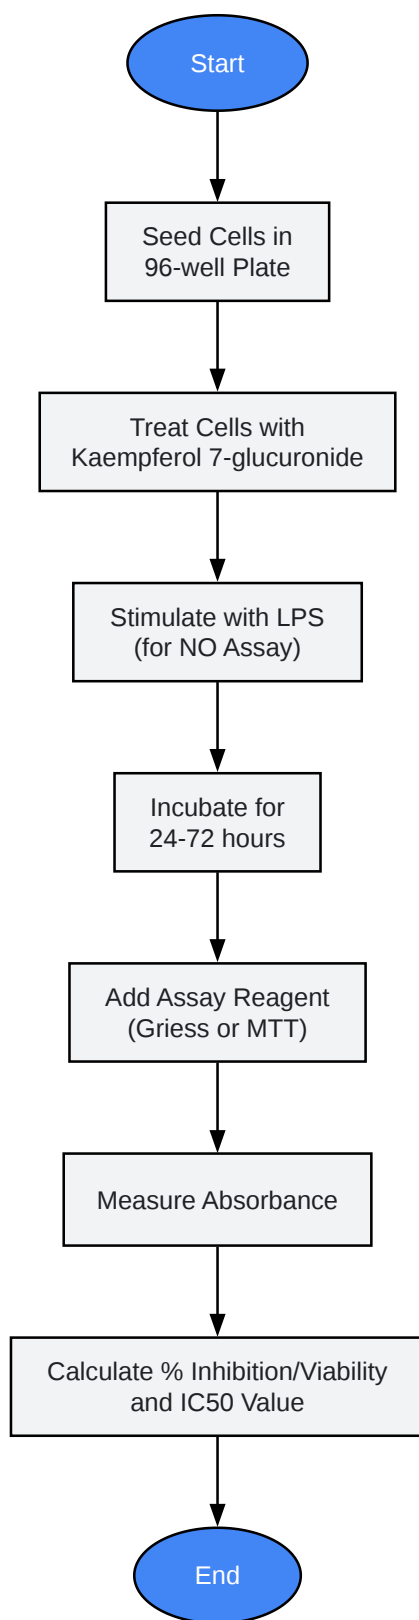 Start
Seed Cells in
96-well Plate
Treat Cells with
Kaempferol 7-glucuronide
Stimulate with LPS
(for NO Assay)
Incubate for
24-72 hours
Add Assay Reagent
(Griess or MTT)
Measure Absorbance
Calculate % Inhibition/Viability
and IC50 Value
End